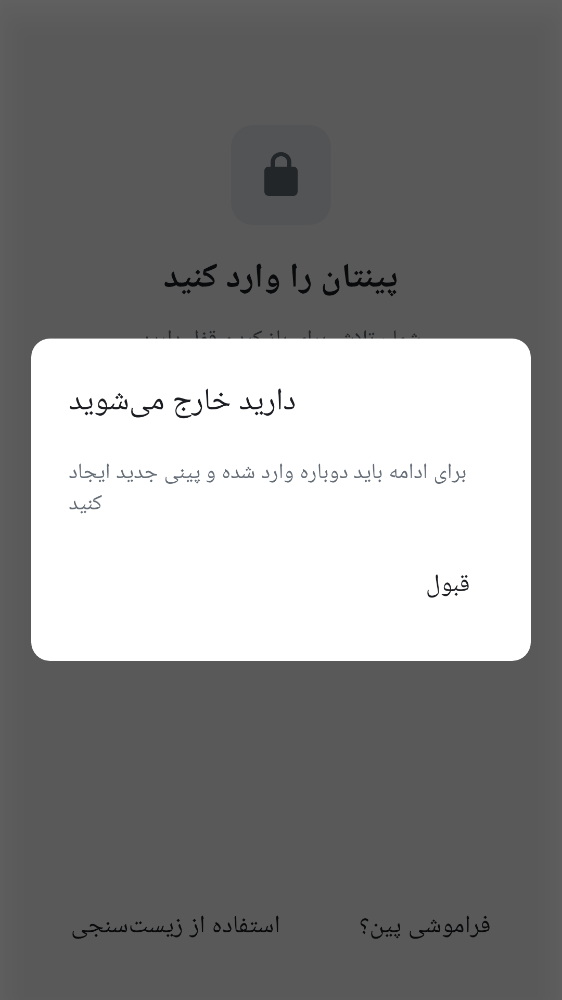 پینتان را وارد کنید
دارید خارج می‌شوید
برای ادامه باید دوباره وارد شده و پینی جدید ایجاد
کنید
قبول
فراموشی پین؟
استفاده از زیست‌سنجی